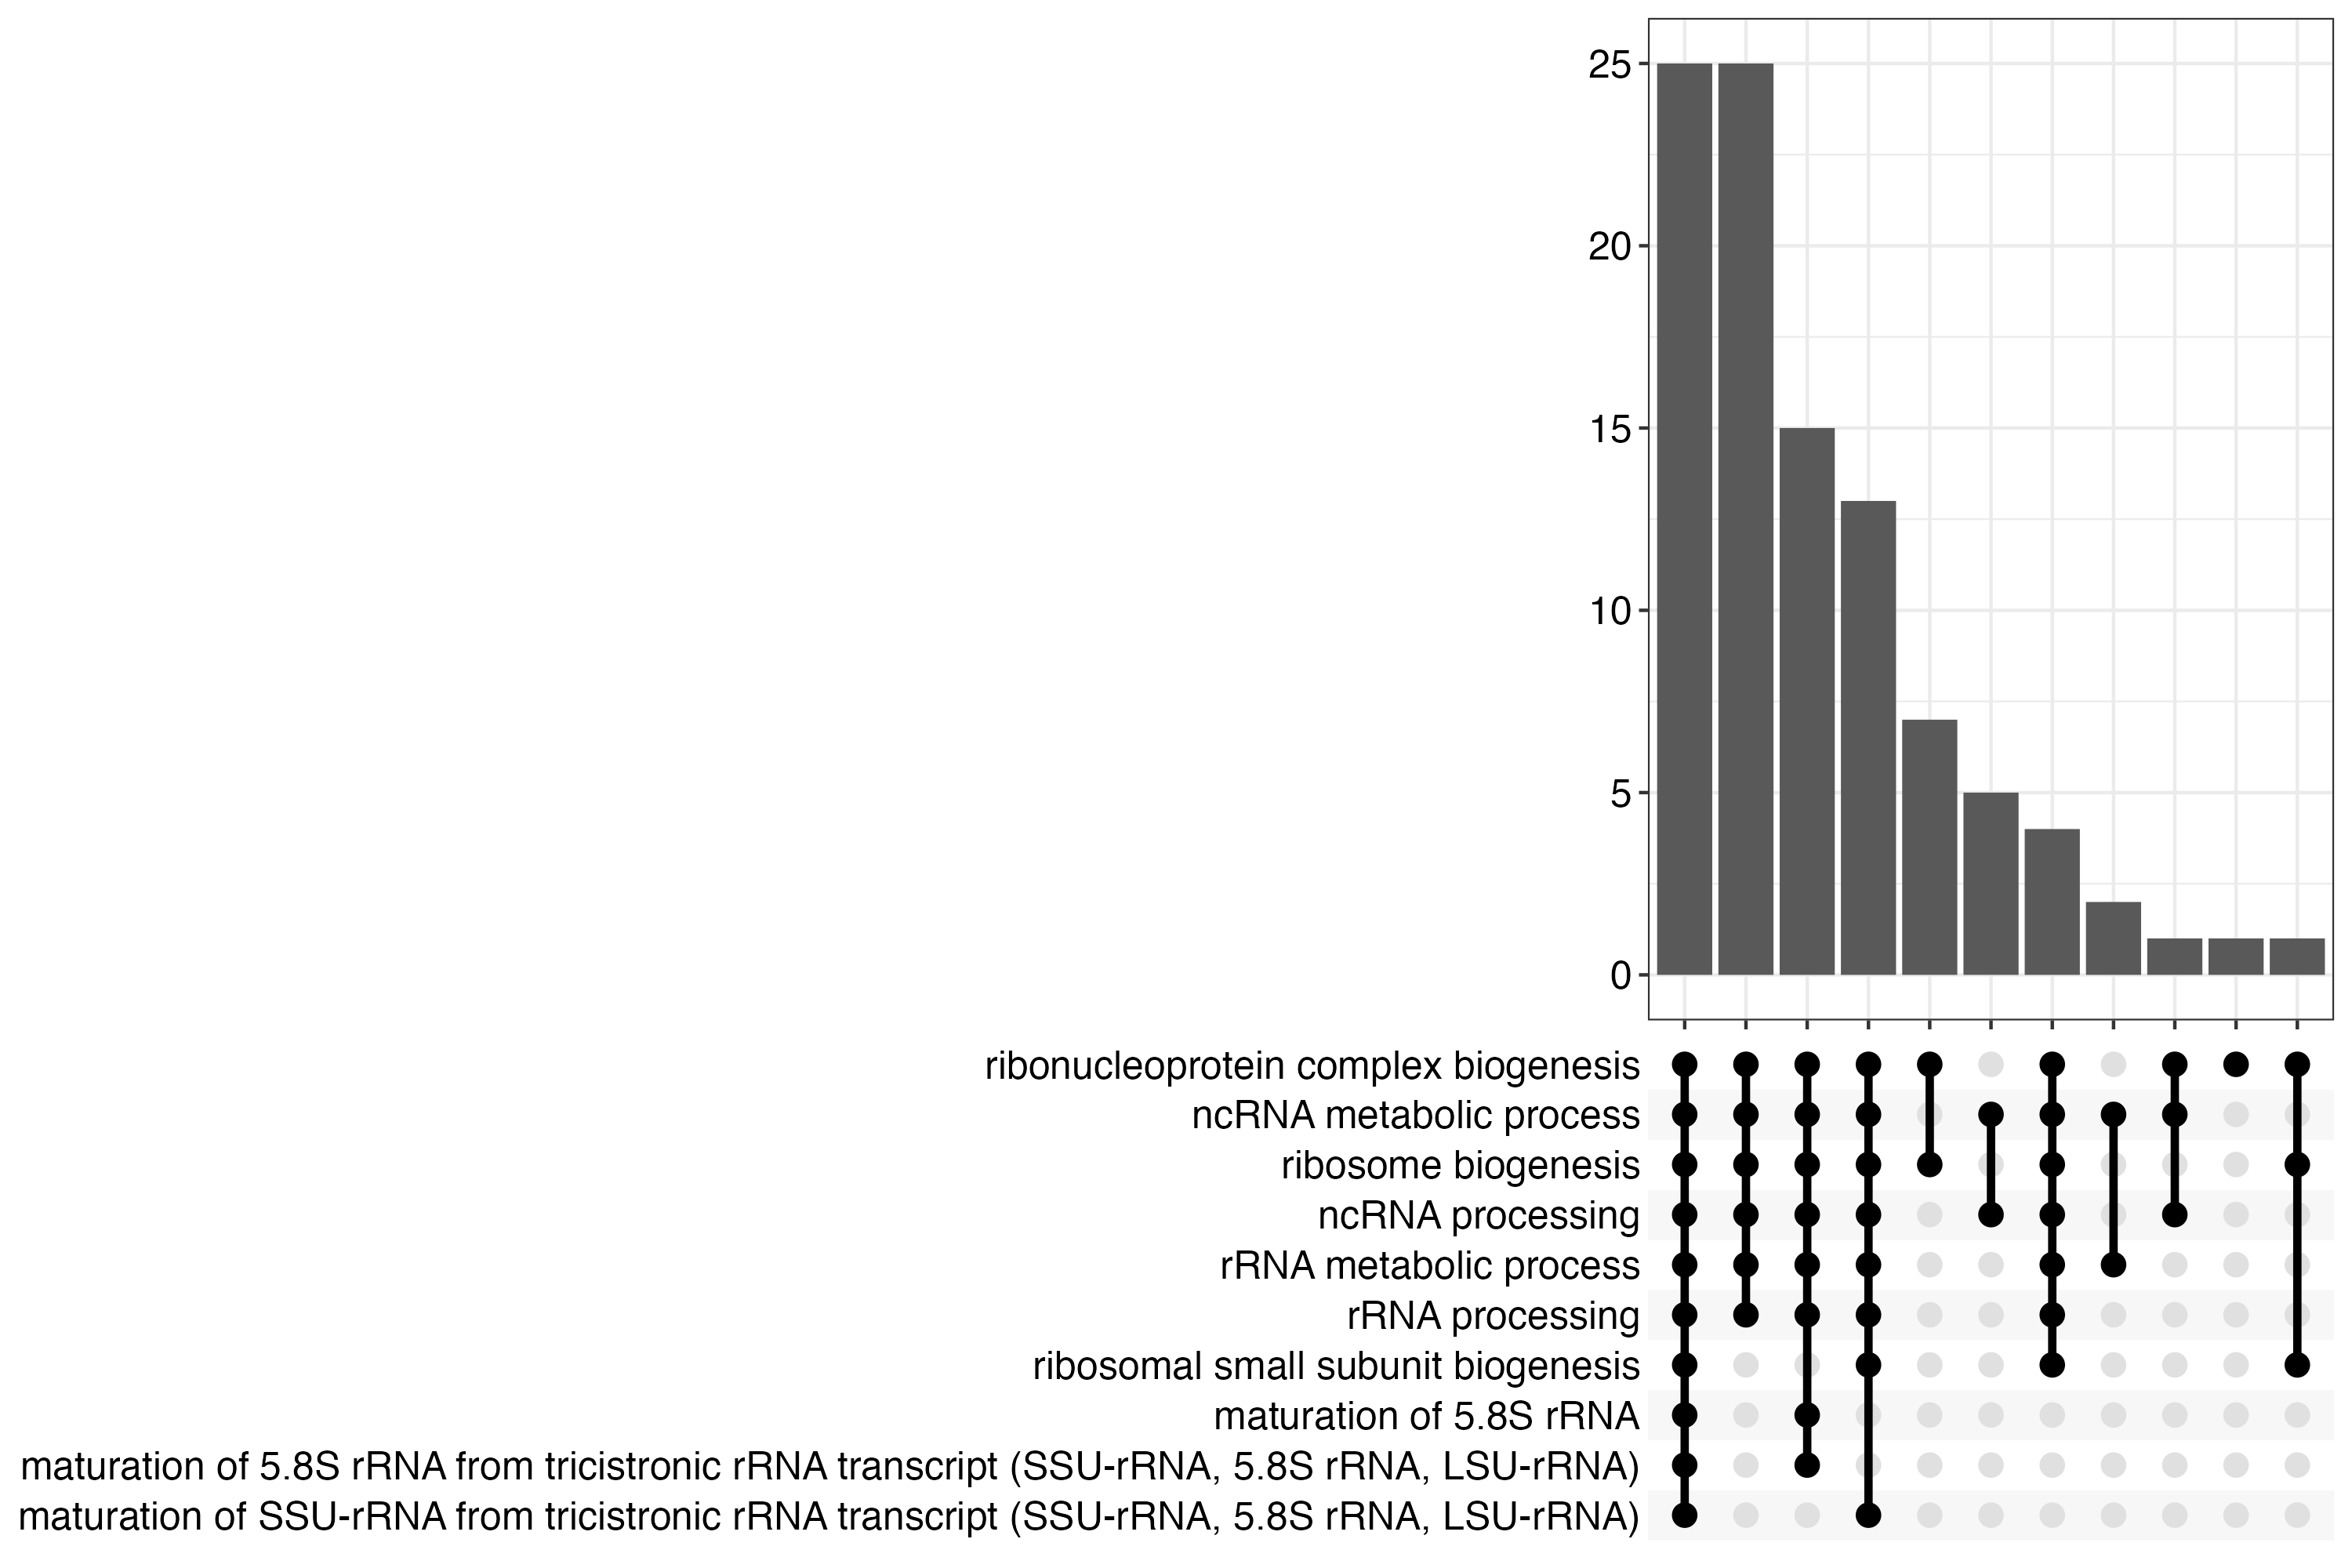 25
20
15
10
5
0
ribonucleoprotein complex biogenesis
ncRNA metabolic process
ribosome biogenesis
ncRNA processing
rRNA metabolic process
rRNA processing
ribosomal small subunit biogenesis
maturation of 5.8S rRNA
maturation of 5.8S rRNA from tricistronic rRNA transcript (SSU-rRNA, 5.8S rRNA, LSU-rRNA)
maturation of SSU-rRNA from tricistronic rRNA transcript (SSU-rRNA, 5.8S rRNA, LSU-rRNA)